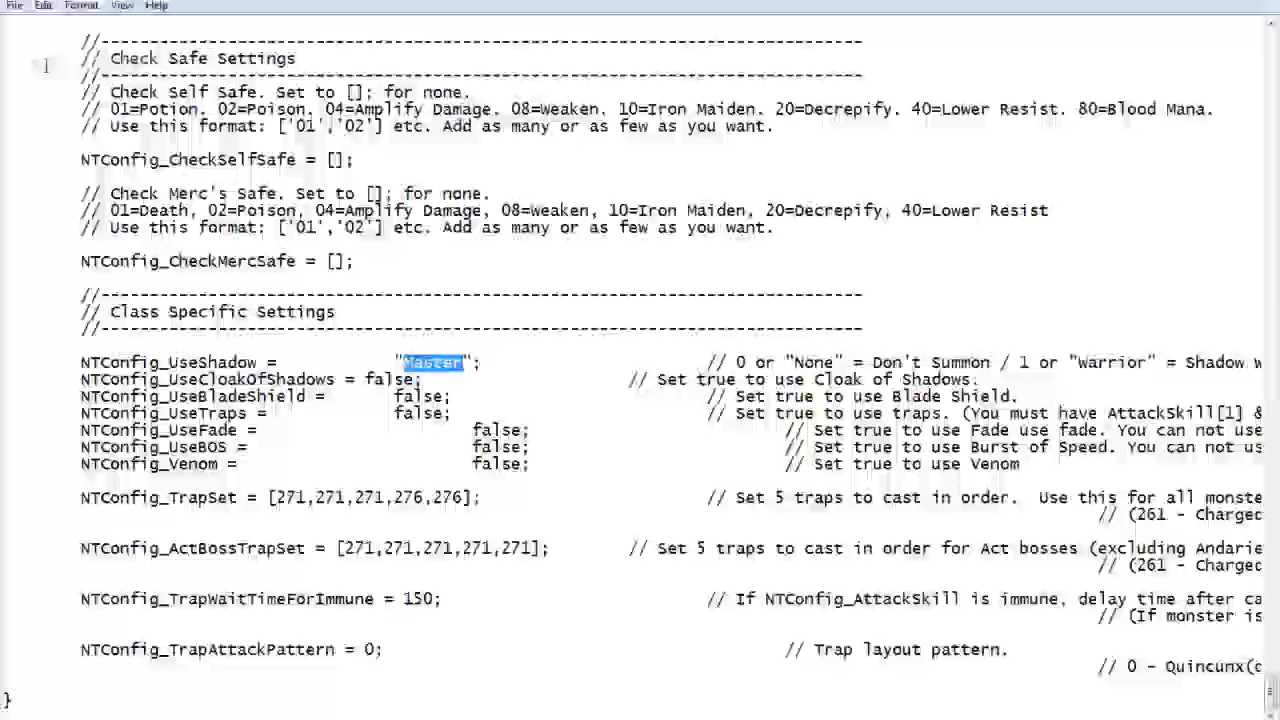 File Edit Format View Help
//------------------------------------------------------------------------------
// Check Safe Settings
//------------------------------------------------------------------------------
// Check Self Safe. Set to []; for none.
// 01=Potion. 02=Poison. 04=Amplify Damage. 08=Weaken. 10=Iron Maiden. 20=Decrepify. 40=Lower Resist. 80=Blood Mana.
// Use this format: ['01','02'] etc. Add as many or as few as you want.
NTConfig_CheckSelfSafe = [];
// Check Merc's Safe. Set to []; for none.
// 01=Death, 02=Poison, 04=Amplify Damage, 08=Weaken, 10=Iron Maiden, 20=Decrepify, 40=Lower Resist
// Use this format: ['01','02'] etc. Add as many or as few as you want.
NTConfig_CheckMercSafe = [];
//------------------------------------------------------------------------------
// Class Specific Settings
//------------------------------------------------------------------------------
NTConfig_UseShadow = "Master"; // 0 or "None" = Don't Summon / 1 or "Warrior" = Shadow W
NTConfig_UseCloakOfShadows = false; // Set true to use Cloak of Shadows.
NTConfig_UseBladeShield = false; // Set true to use Blade Shield.
NTConfig_UseTraps = false; // Set true to use traps. (You must have AttackSkill[1] &
NTConfig_UseFade = false; // Set true to use Fade use fade. You can not use
NTConfig_UseBOS = false; // Set true to use Burst of Speed. You can not us
NTConfig_Venom = false; // Set true to use Venom
NTConfig_TrapSet = [271,271,271,276,276]; // Set 5 traps to cast in order. Use this for all monste
// (261 - Charged
NTConfig_ActBossTrapSet = [271,271,271,271,271]; // Set 5 traps to cast in order for Act bosses (excluding Andarie
// (261 - Charged
NTConfig_TrapWaitTimeForImmune = 150; // If NTConfig_AttackSkill is immune, delay time after ca
// (If monster is
NTConfig_TrapAttackPattern = 0; // Trap layout pattern.
// 0 - Quincunx(c
}